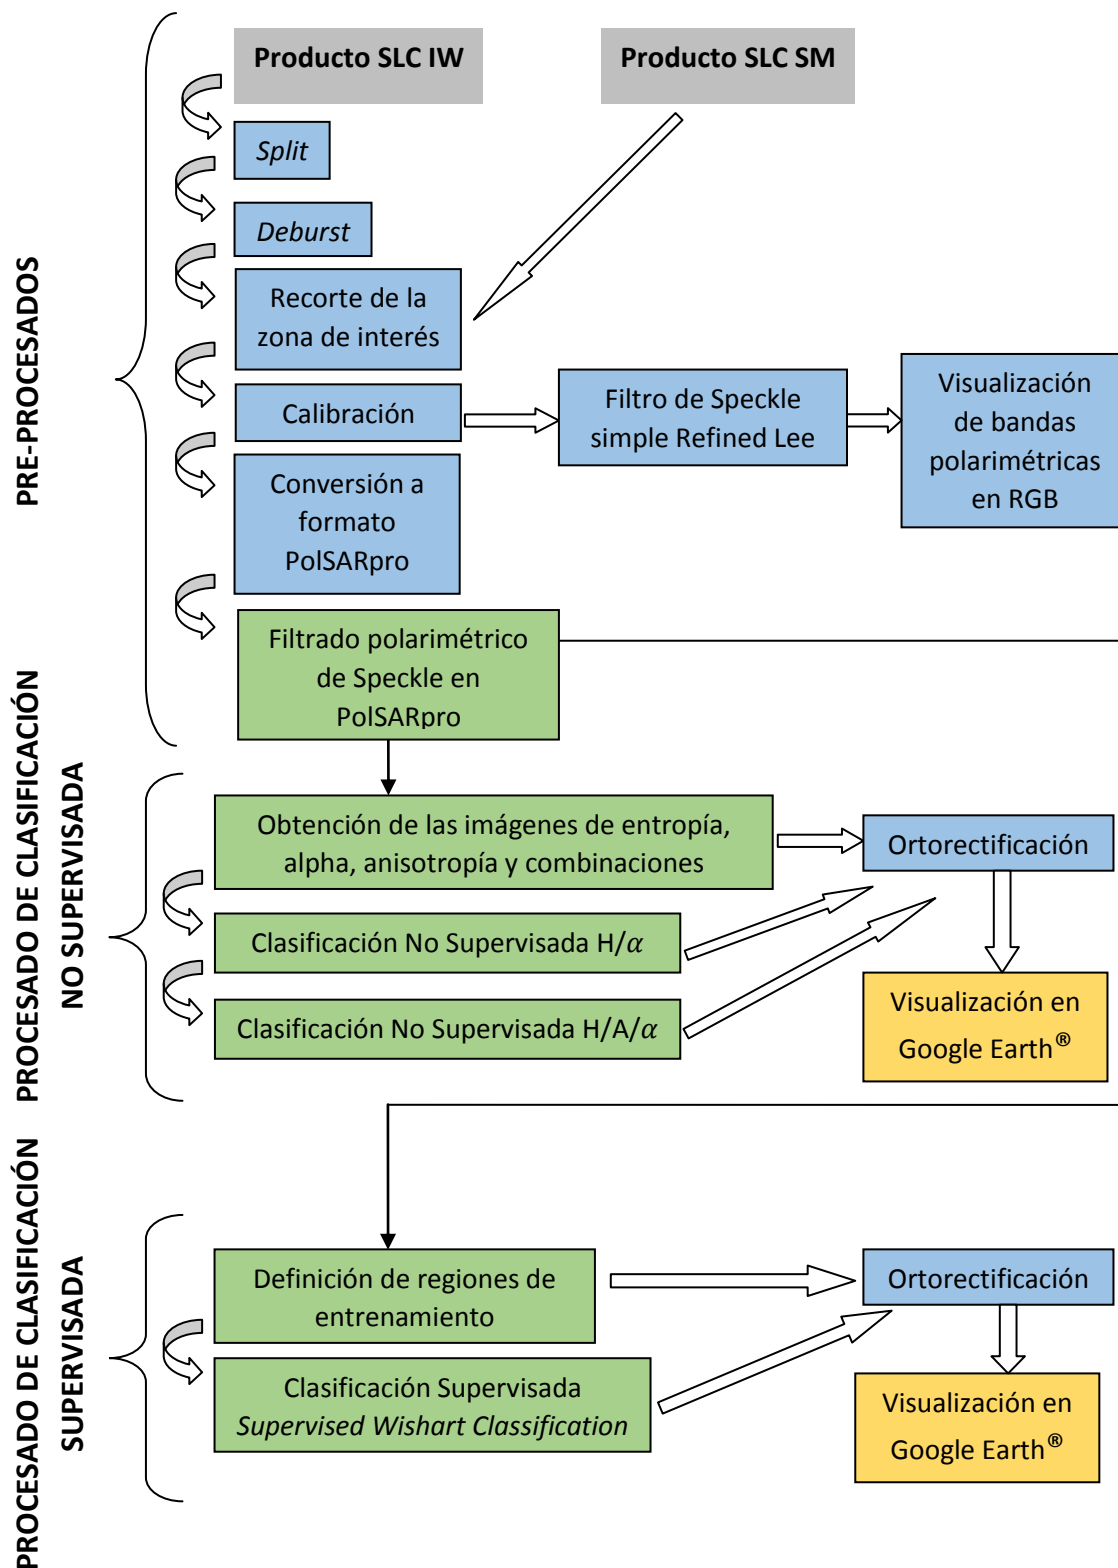 Producto SLC IW
Producto SLC SM
PRE-PROCESADOS
Split
Deburst
Recorte de la
zona de interés
Calibración
Filtro de Speckle
simple Refined Lee
Visualización
de bandas
polarimétricas
en RGB
Conversión a
formato
PolSARpro
Filtrado polarimétrico
de Speckle en
PolSARpro
PROCESADO DE CLASIFICACIÓN
NO SUPERVISADA
Obtención de las imágenes de entropía,
alpha, anisotropía y combinaciones
Ortorectificación
Clasificación No Supervisada H/α
Clasificación No Supervisada H/A/α
Visualización en
Google Earth®
PROCESADO DE CLASIFICACIÓN
SUPERVISADA
Definición de regiones de
entrenamiento
Ortorectificación
Clasificación Supervisada
Supervised Wishart Classification
Visualización en
Google Earth®